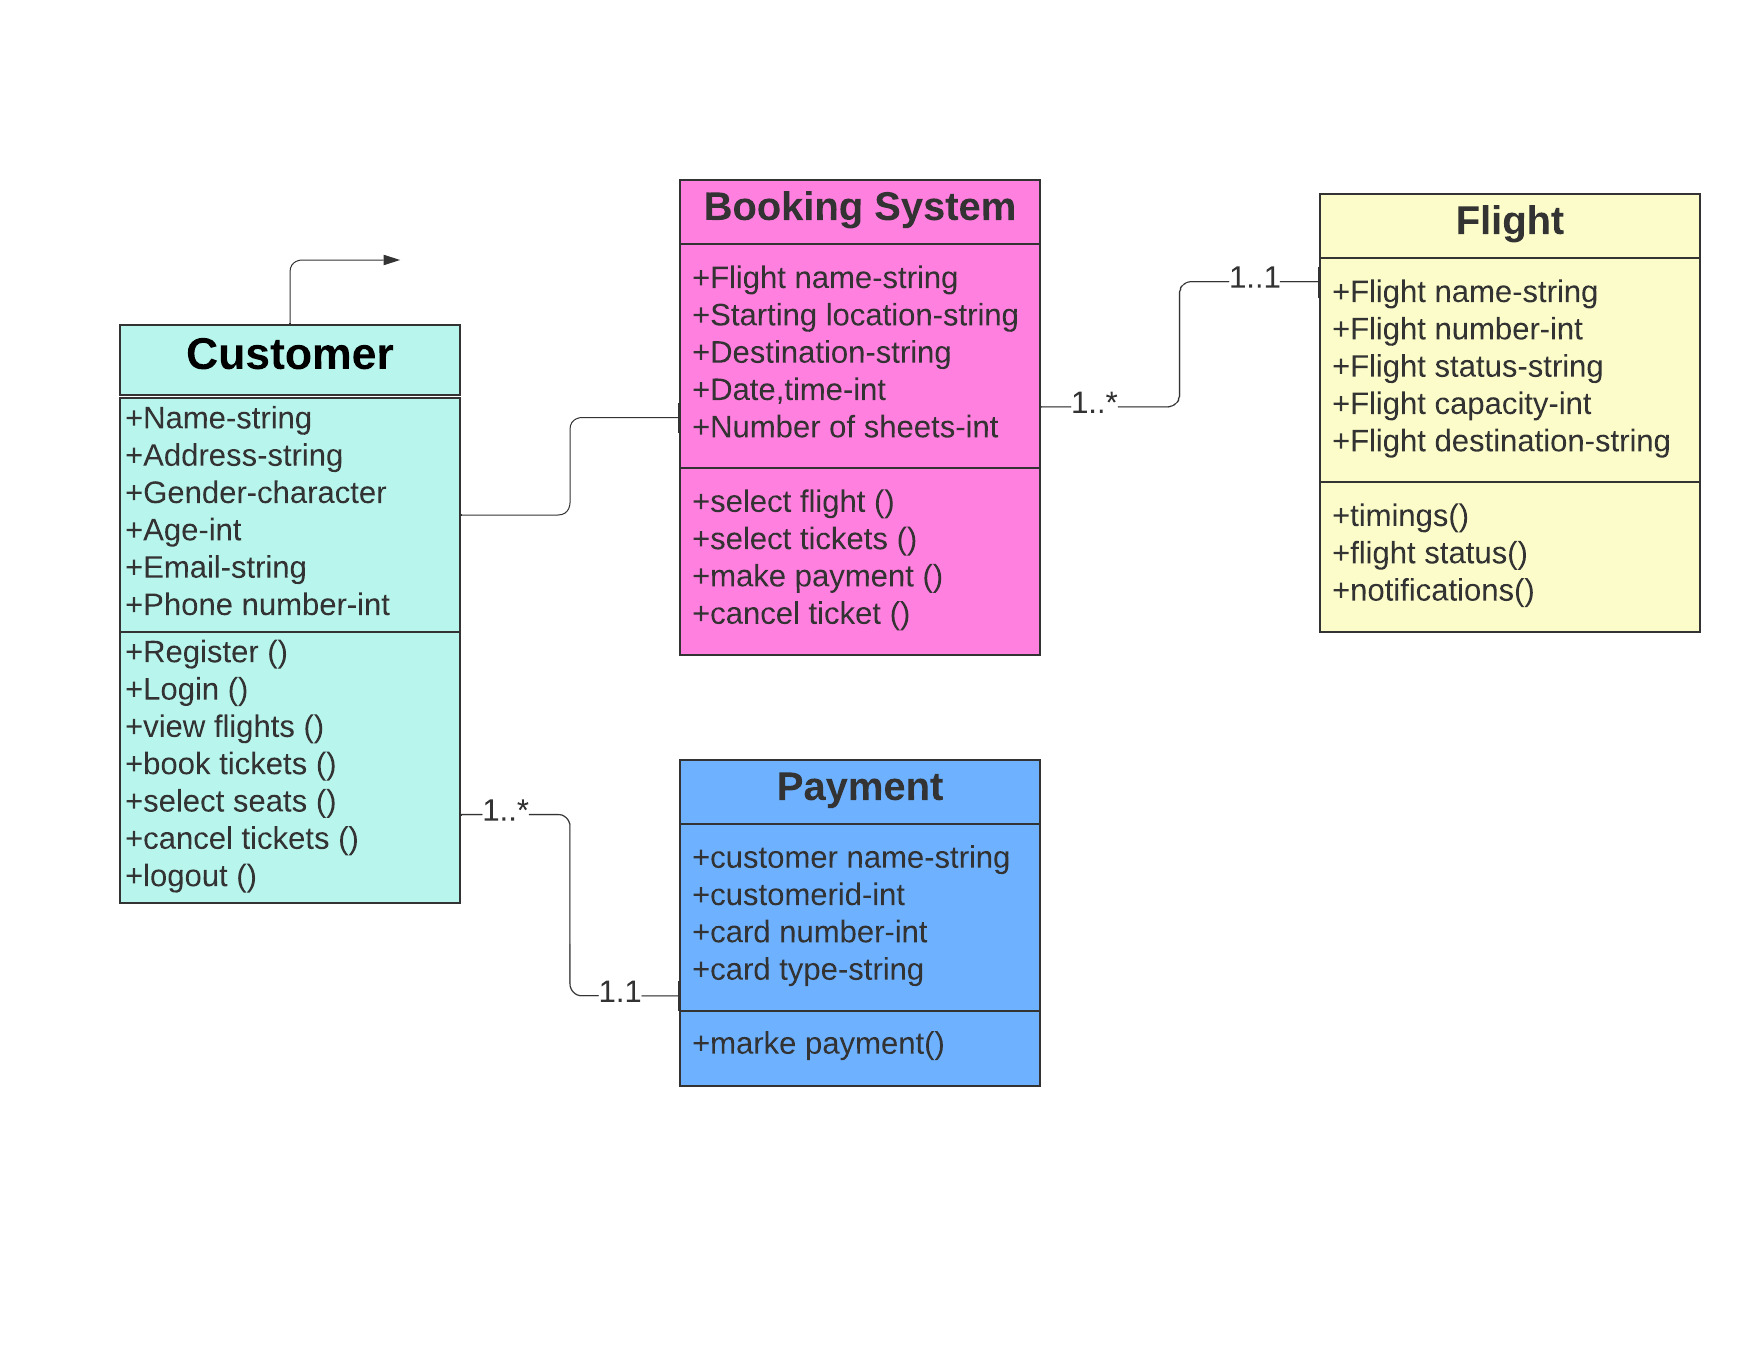 Customer
+Name-string
+Address-string
+Gender-character
+Age-int
+Email-string
+Phone number-int
+Register ()
+Login ()
+view flights ()
+book tickets ()
+select seats ()
+cancel tickets ()
+logout ()
Booking System
+Flight name-string
+Starting location-string
+Destination-string
+Date,time-int
+Number of sheets-int
+select flight ()
+select tickets ()
+make payment ()
+cancel ticket ()
1..*
1..1
Flight
+Flight name-string
+Flight number-int
+Flight status-string
+Flight capacity-int
+Flight destination-string
+timings()
+flight status()
+notifications()
1..*
1.1
Payment
+customer name-string
+customerid-int
+card number-int
+card type-string
+marke payment()